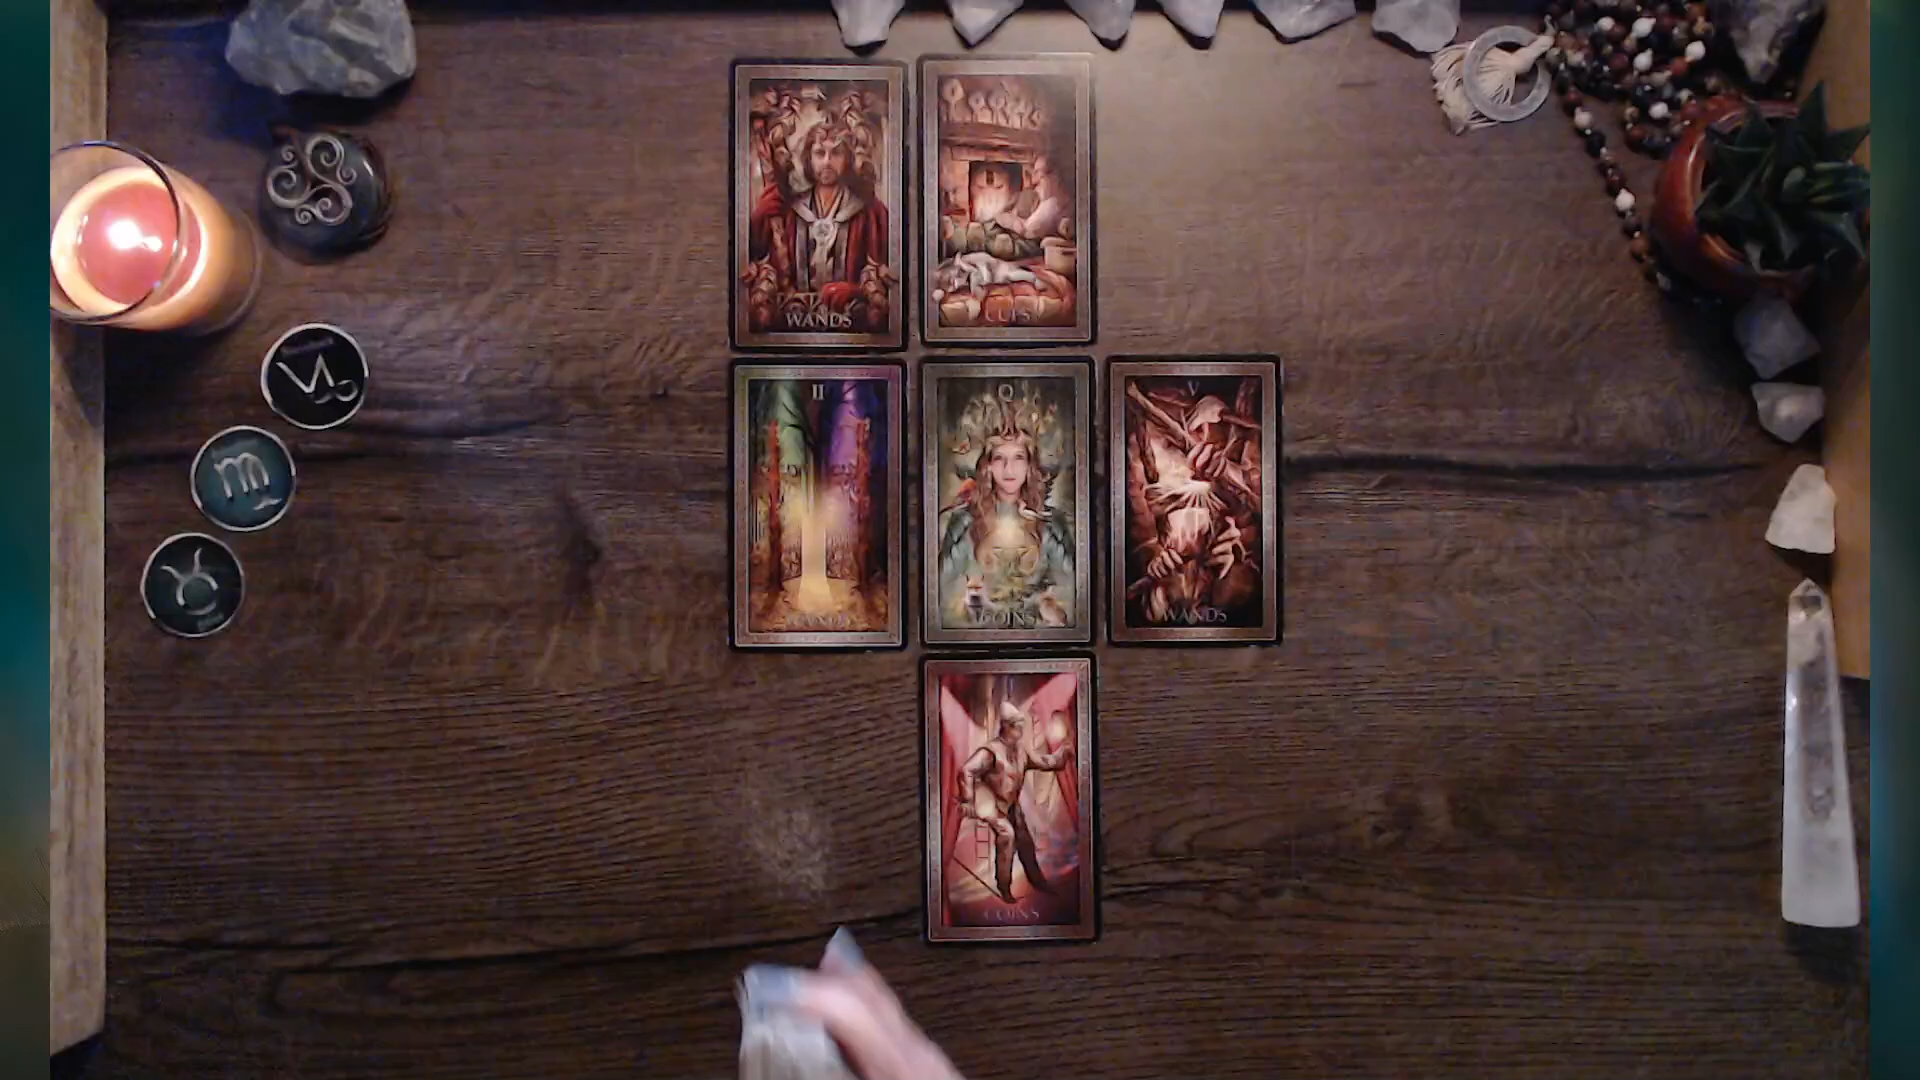 WANDS
CUPS
II
WANDS
Q
COINS
V
WANDS
COINS